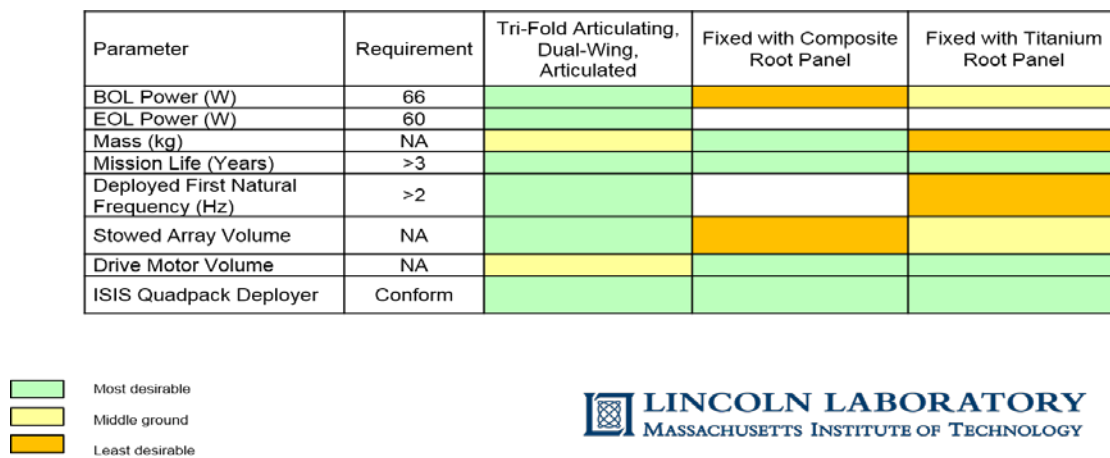 Parameter
Requirement
Tri-Fold Articulating,
Dual-Wing,
Articulated
Fixed with Composite
Root Panel
Fixed with Titanium
Root Panel
BOL Power (W) 66
EOL Power (W) 60
Mass (kg) NA
Mission Life (Years) >3
Deployed First Natural
Frequency (Hz)
>2
Stowed Array Volume NA
Drive Motor Volume NA
ISIS Quadpack Deployer Conform
Most desirable
Middle ground
Least desirable
LINCOLN LABORATORY
MASSACHUSETTS INSTITUTE OF TECHNOLOGY